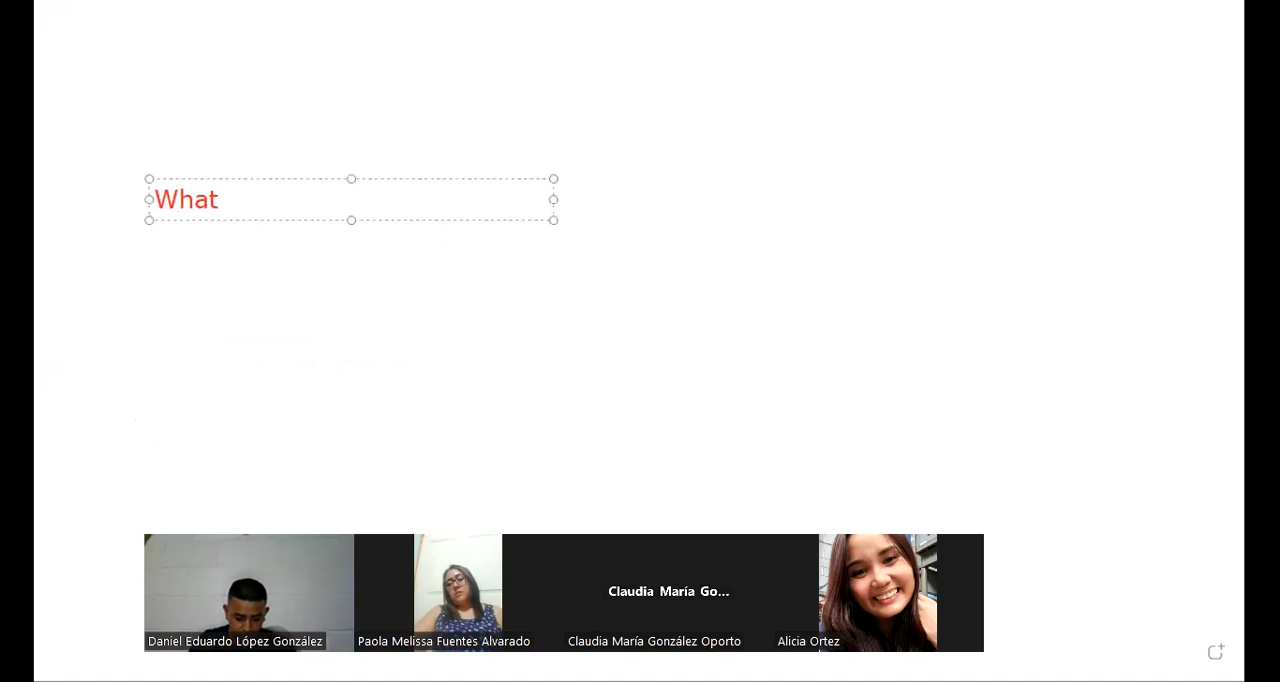 What
Claudia María Go...
Daniel Eduardo López González
Paola Melissa Fuentes Alvarado
Claudia María González Oporto
Alicia Ortez